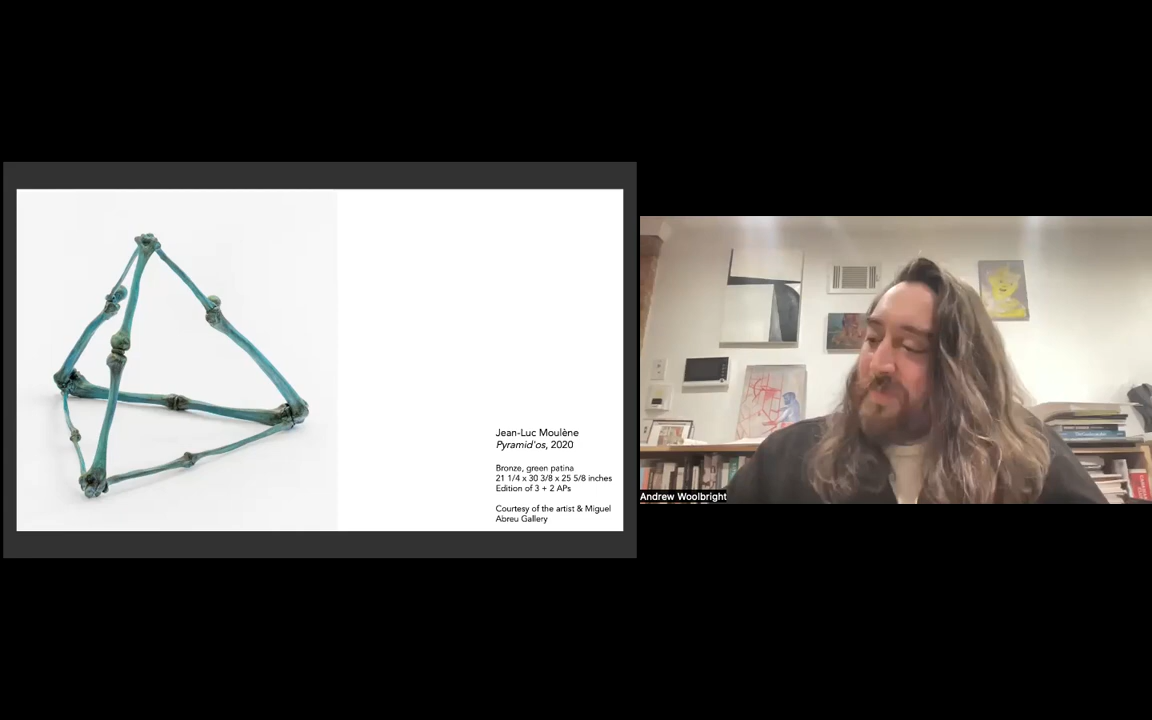 Jean-Luc Moulène
Pyramid'os, 2020
Bronze, green patina
21 1/4 x 30 3/8 x 25 5/8 inches
Edition of 3 + 2 APs
Courtesy of the artist & Miguel
Abreu Gallery
Andrew Woolbright